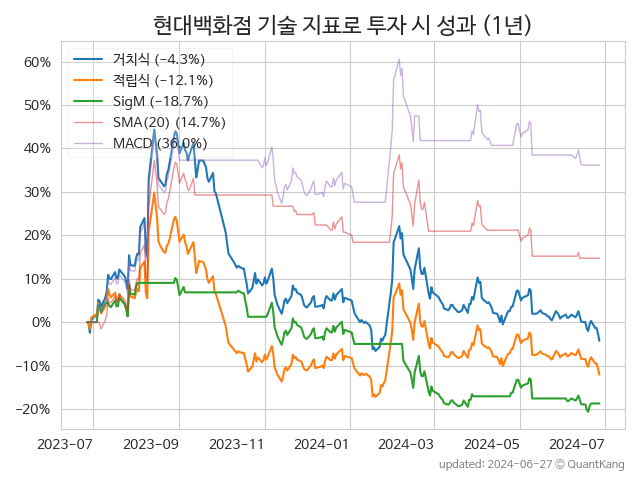 현대백화점 기술 지표로 투자 시 성과 (1년)
거치식 (−4.3%)
적립식 (−12.1%)
SigM (−18.7%)
SMA(20) (14.7%)
MACD (36.0%)
60%
50%
40%
30%
20%
10%
0%
−10%
−20%
2023-07 2023-09 2023-11 2024-01 2024-03 2024-05 2024-07
updated: 2024-06-27 © QuantKang